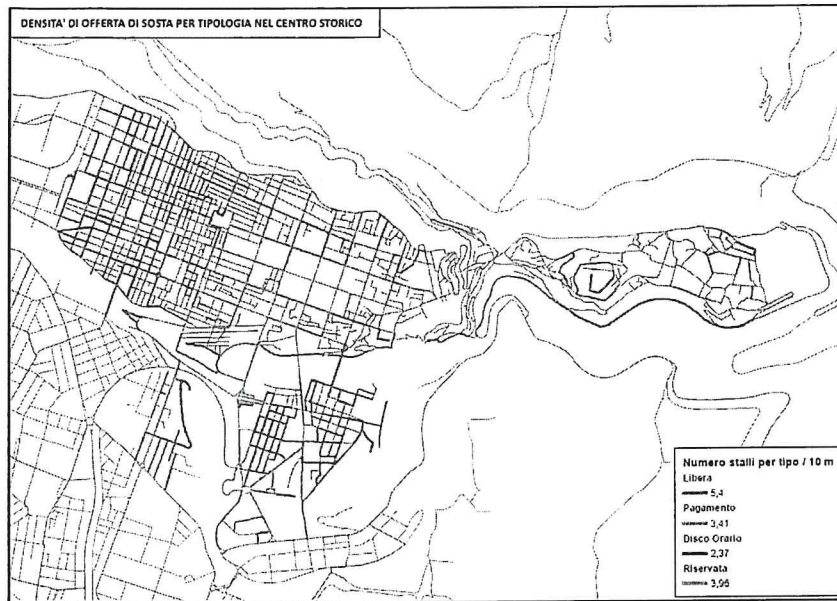 DENSITA' DI OFFERTA DI SOSTA PER TIPOLOGIA NEL CENTRO STORICO
Numero stalli per tipo / 10 m
Libera
5,4
Pagamento
3,41
Disco Orario
2,37
Riservata
3,96